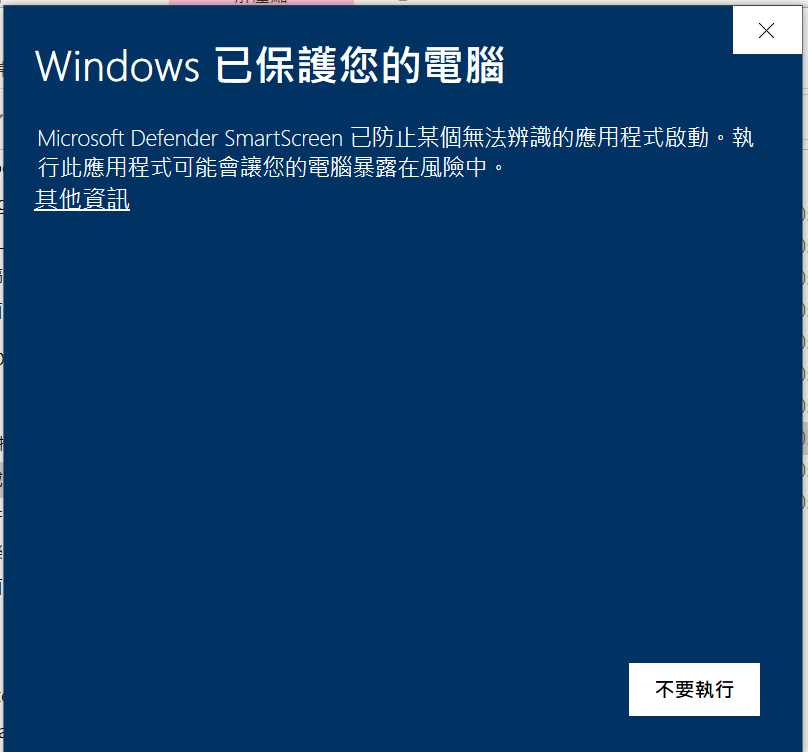 Windows 已保護您的電腦
Microsoft Defender SmartScreen 已防止某個無法辨識的應用程式啟動。執
行此應用程式可能會讓您的電腦暴露在風險中。
其他資訊
不要執行